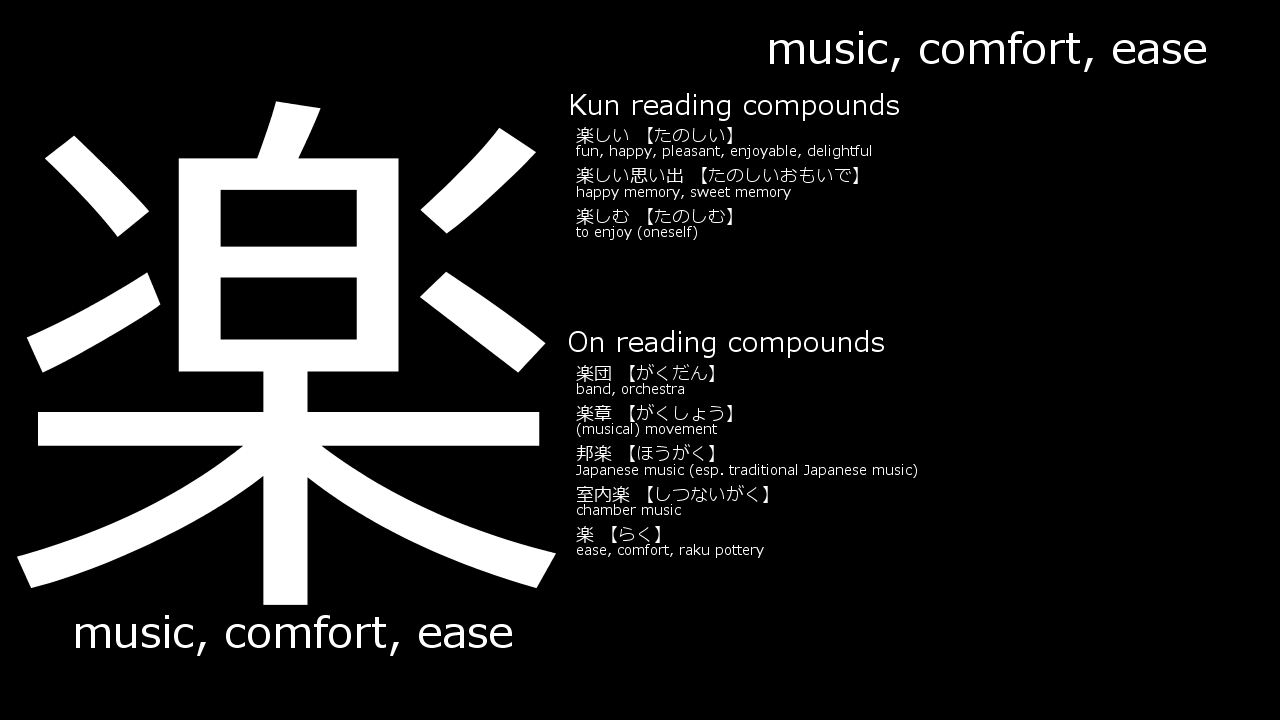 music, comfort, ease
楽
Kun reading compounds
楽しい 【たのしい】
fun, happy, pleasant, enjoyable, delightful
楽しい思い出 【たのしいおもいで】
happy memory, sweet memory
楽しむ 【たのしむ】
to enjoy (oneself)
On reading compounds
楽団 【がくだん】
band, orchestra
楽章 【がくしょう】
(musical) movement
邦楽 【ほうがく】
Japanese music (esp. traditional Japanese music)
室内楽 【しつないがく】
chamber music
楽 【らく】
ease, comfort, raku pottery
music, comfort, ease